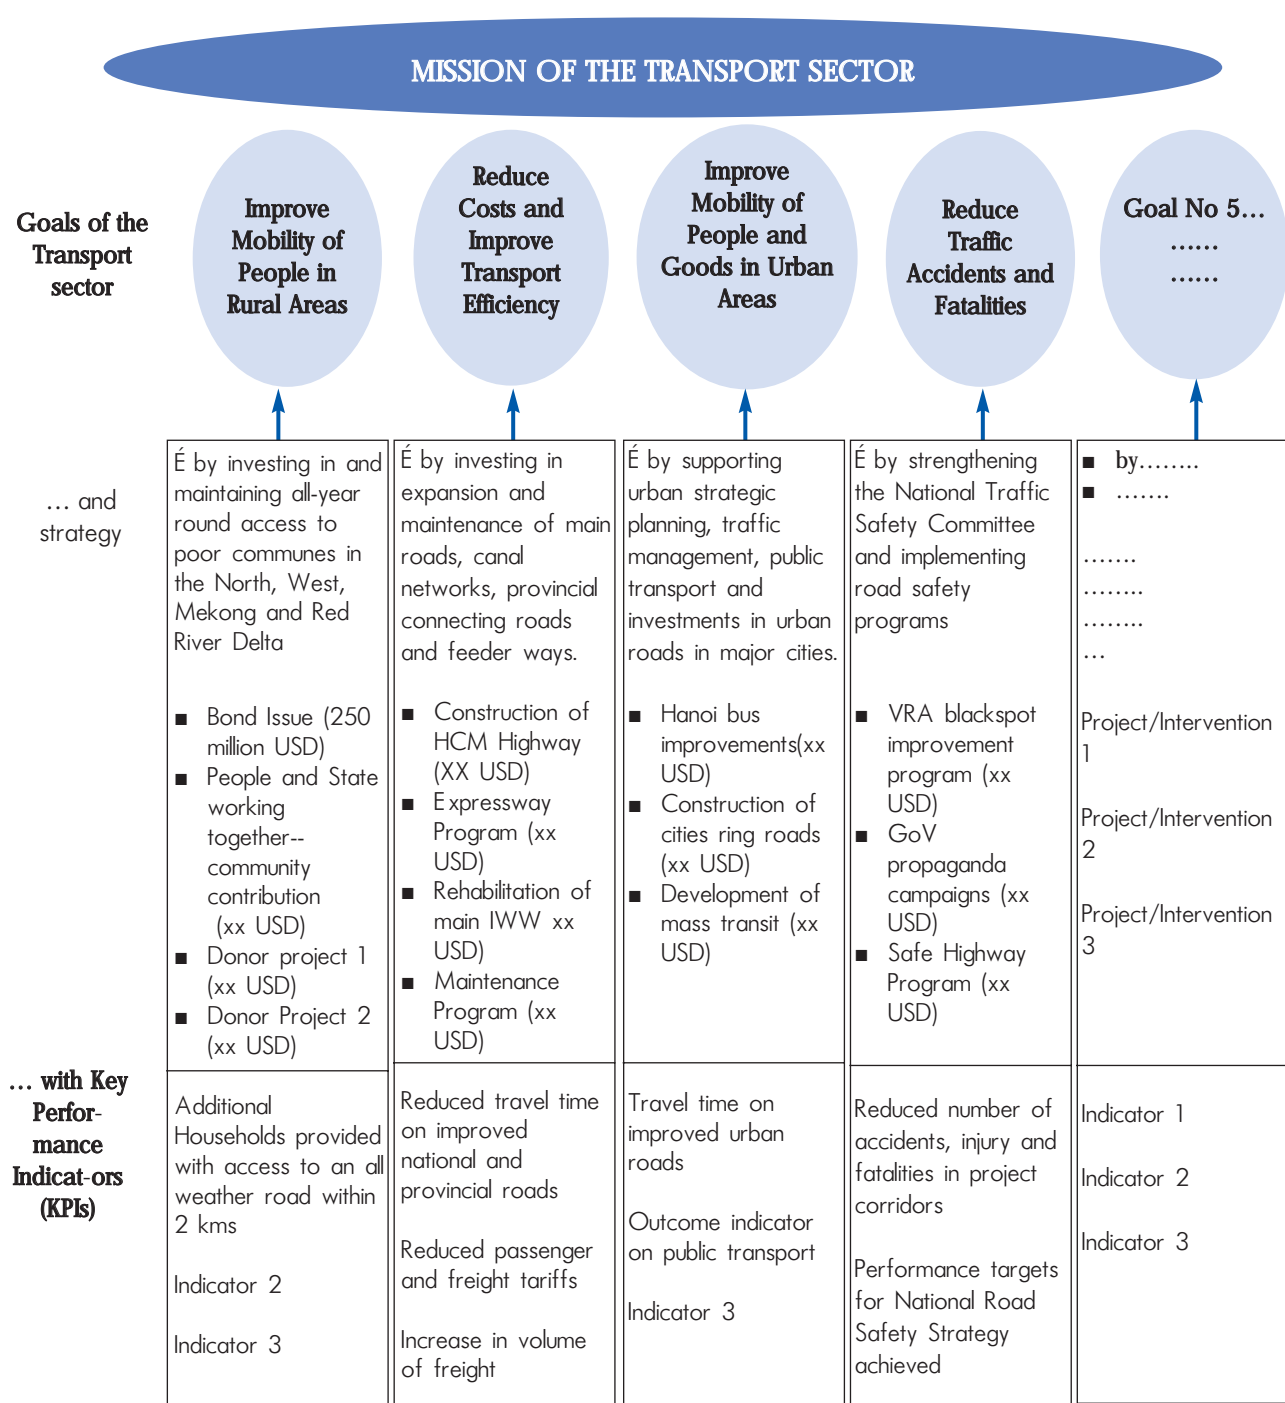 MISSION OF THE TRANSPORT SECTOR
Goals of the
Transport
sector
Improve
Mobility of
People in
Rural Areas
Reduce
Costs and
Improve
Transport
Efficiency
Improve
Mobility of
People and
Goods in Urban
Areas
Reduce
Traffic
Accidents and
Fatalities
Goal No 5…
……
……
… and
strategy
É by investing in and
maintaining all-year
round access to
poor communes in
the North, West,
Mekong and Red
River Delta
■ Bond Issue (250
million USD)
■ People and State
working
together--
community
contribution
(xx USD)
■ Donor project 1
(xx USD)
■ Donor Project 2
(xx USD)
É by investing in
expansion and
maintenance of main
roads, canal
networks, provincial
connecting roads
and feeder ways.
■ Construction of
HCM Highway
(XX USD)
■ Expressway
Program (xx
USD)
■ Rehabilitation of
main IWW xx
USD)
■ Maintenance
Program (xx
USD)
É by supporting
urban strategic
planning, traffic
management, public
transport and
investments in urban
roads in major cities.
■ Hanoi bus
improvements(xx
USD)
■ Construction of
cities ring roads
(xx USD)
■ Development of
mass transit (xx
USD)
É by strengthening
the National Traffic
Safety Committee
and implementing
road safety
programs
■ VRA blackspot
improvement
program (xx
USD)
■ GoV
propaganda
campaigns (xx
USD)
■ Safe Highway
Program (xx
USD)
■ by……..
■ …….
…….
……..
……..
…
Project/Intervention
1
Project/Intervention
2
Project/Intervention
3
… with Key
Perfor-
mance
Indicat-ors
(KPIs)
Additional
Households provided
with access to an all
weather road within
2 kms
Indicator 2
Indicator 3
Reduced travel time
on improved
national and
provincial roads
Reduced passenger
and freight tariffs
Increase in volume
of freight
Travel time on
improved urban
roads
Outcome indicator
on public transport
Indicator 3
Reduced number of
accidents, injury and
fatalities in project
corridors
Performance targets
for National Road
Safety Strategy
achieved
Indicator 1
Indicator 2
Indicator 3